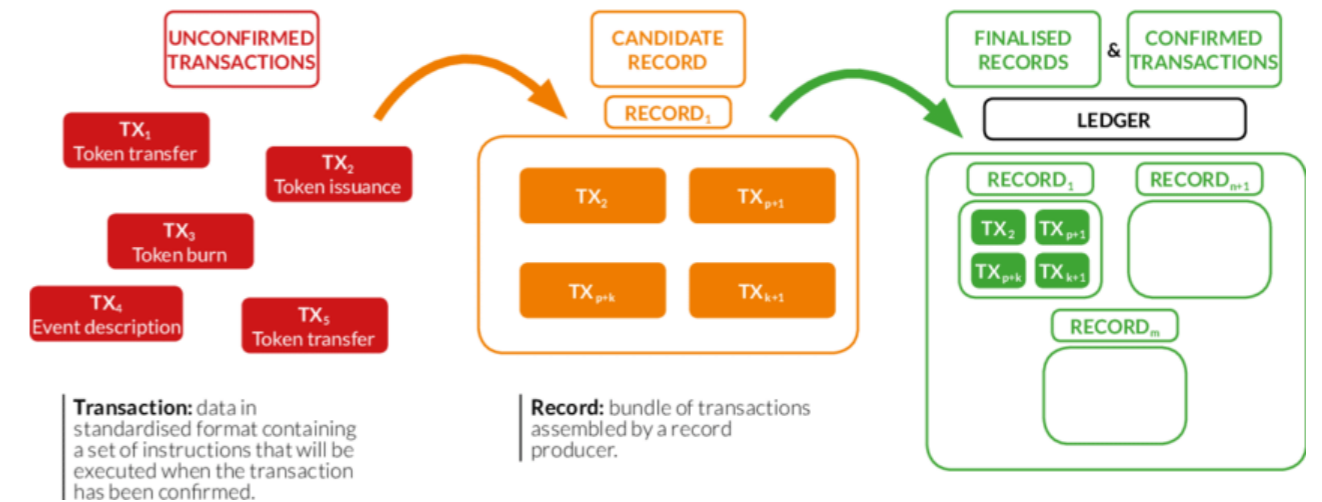 UNCONFIRMED
TRANSACTIONS
CANDIDATE
RECORD
FINALISED
RECORDS
&
CONFIRMED
TRANSACTIONS
RECORD₁
LEDGER
TX₁
Token transfer
TX₂
Token issuance
TX₃
Token burn
TX₄
Event description
TX₅
Token transfer
TX₂
TXₚ₊₁
TXₚ₊ₖ
TXₖ₊₁
RECORD₁
RECORDₙ₊₁
TX₂
TXₚ₊₁
TXₚ₊ₖ
TXₖ₊₁
RECORDₘ
Transaction: data in
standardised format containing
a set of instructions that will be
executed when the transaction
has been confirmed.
Record: bundle of transactions
assembled by a record
producer.